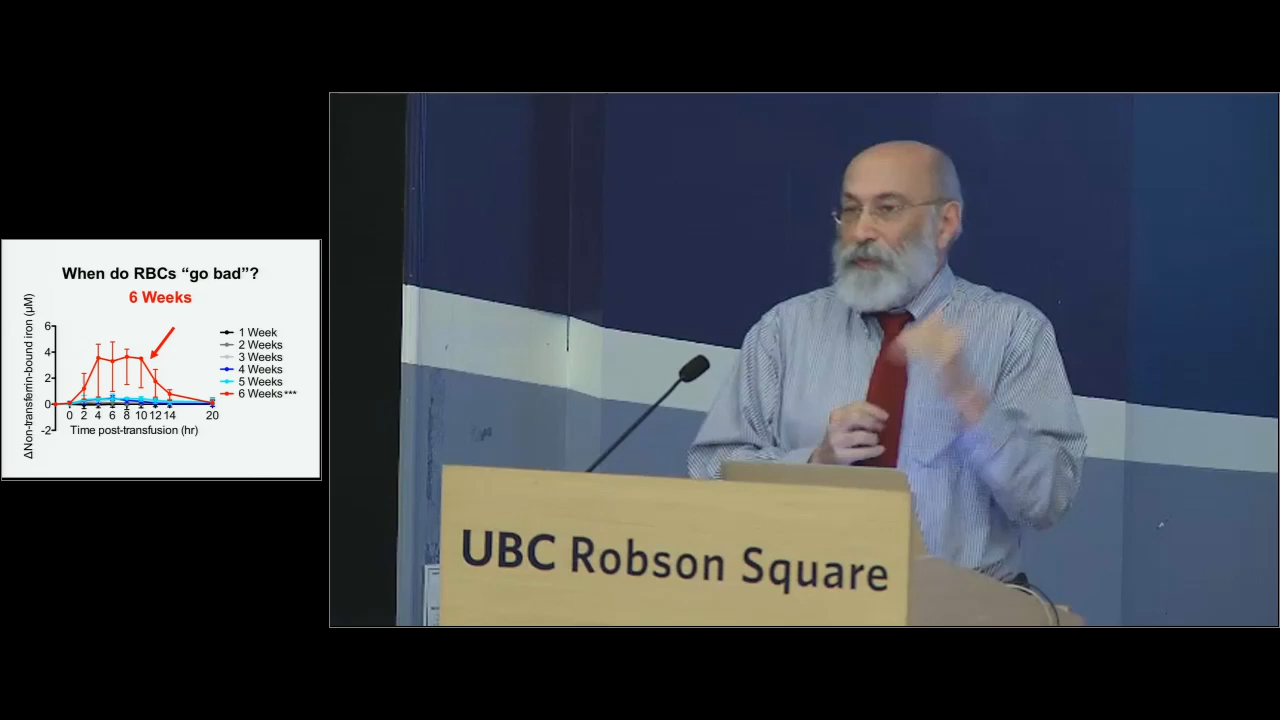 When do RBCs “go bad”?
6 Weeks
ΔNon-transferrin-bound iron (μM)
6
4
2
0
-2
0 2 4 6 8 10 12 14 20
Time post-transfusion (hr)
1 Week
2 Weeks
3 Weeks
4 Weeks
5 Weeks
6 Weeks***
UBC Robson Square